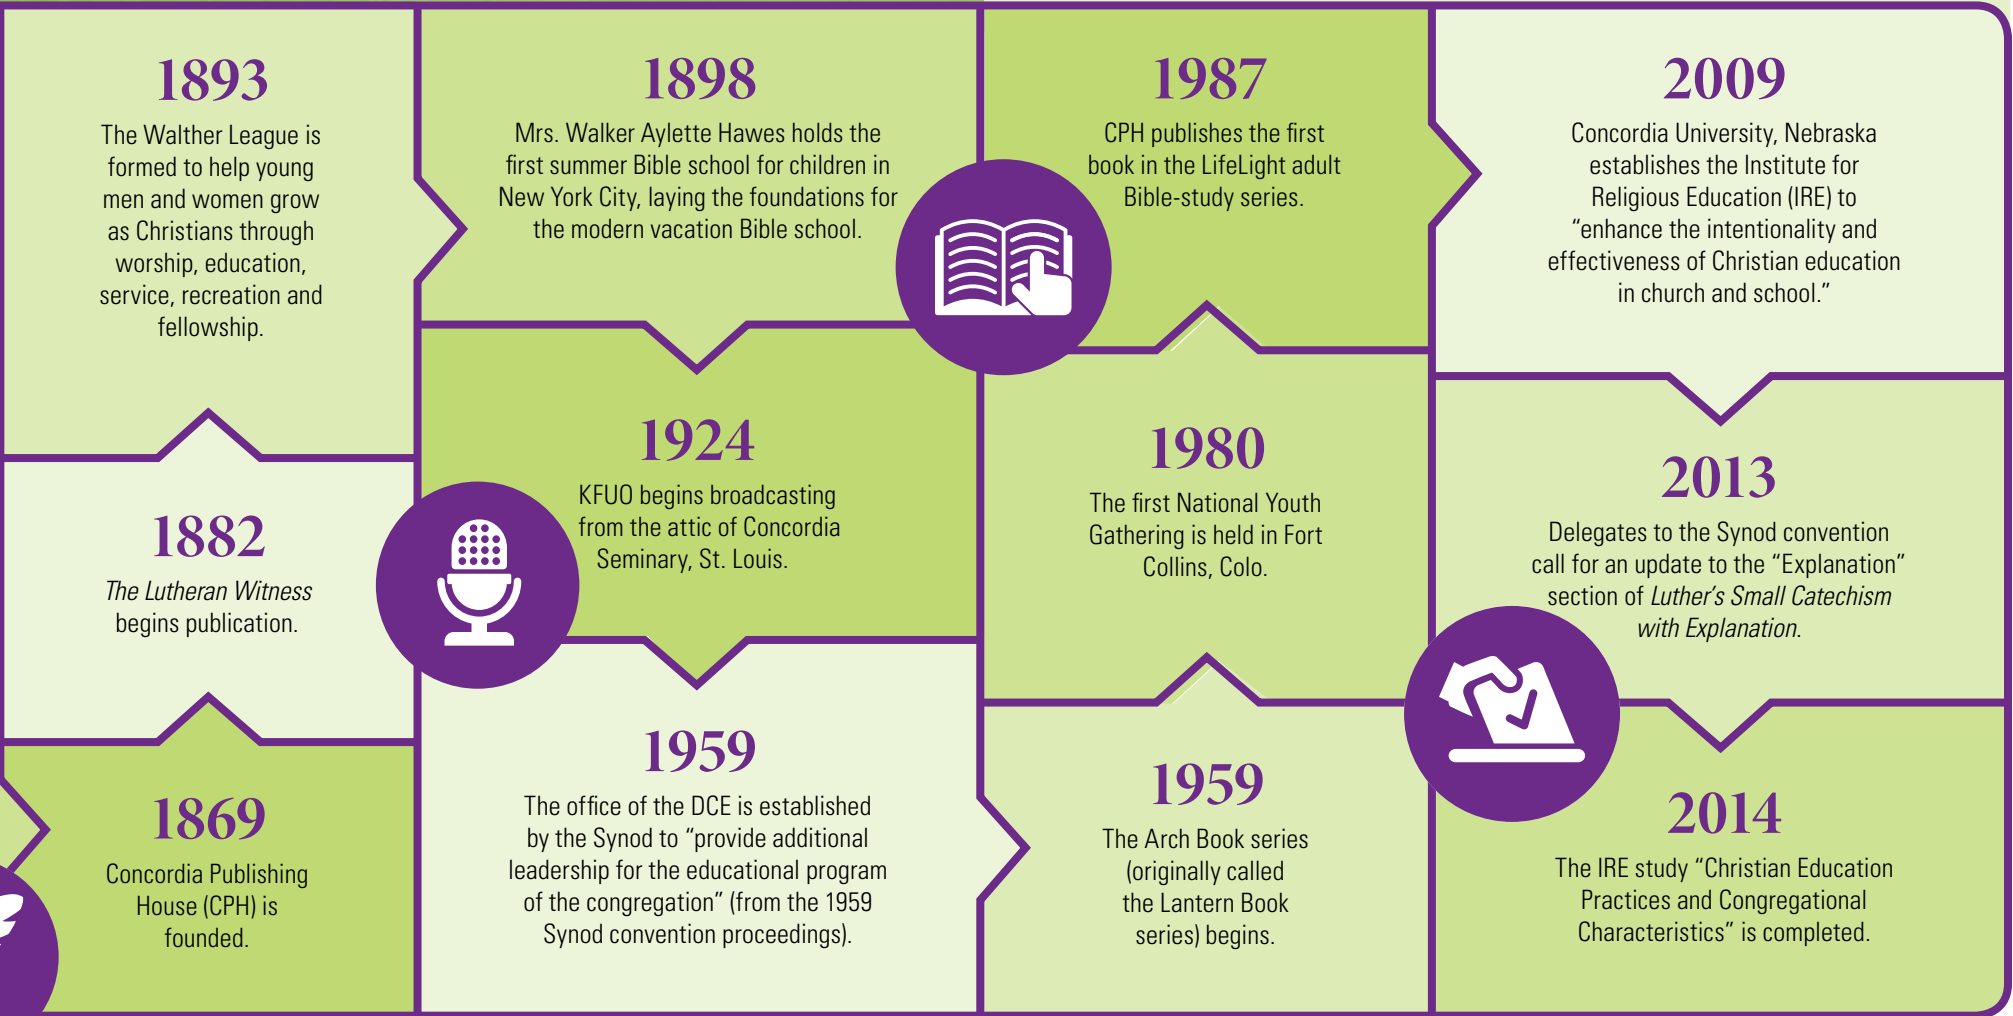 1869
Concordia Publishing
House (CPH) is
founded.
1882
The Lutheran Witness
begins publication.
1893
The Walther League is
formed to help young
men and women grow
as Christians through
worship, education,
service, recreation and
fellowship.
1898
Mrs. Walker Aylette Hawes holds the
first summer Bible school for children in
New York City, laying the foundations for
the modern vacation Bible school.
1924
KFUO begins broadcasting
from the attic of Concordia
Seminary, St. Louis.
1959
The office of the DCE is established
by the Synod to “provide additional
leadership for the educational program
of the congregation” (from the 1959
Synod convention proceedings).
1959
The Arch Book series
(originally called
the Lantern Book
series) begins.
1980
The first National Youth
Gathering is held in Fort
Collins, Colo.
1987
CPH publishes the first
book in the LifeLight adult
Bible-study series.
2009
Concordia University, Nebraska
establishes the Institute for
Religious Education (IRE) to
“enhance the intentionality and
effectiveness of Christian education
in church and school.”
2013
Delegates to the Synod convention
call for an update to the “Explanation”
section of Luther’s Small Catechism
with Explanation.
2014
The IRE study “Christian Education
Practices and Congregational
Characteristics” is completed.